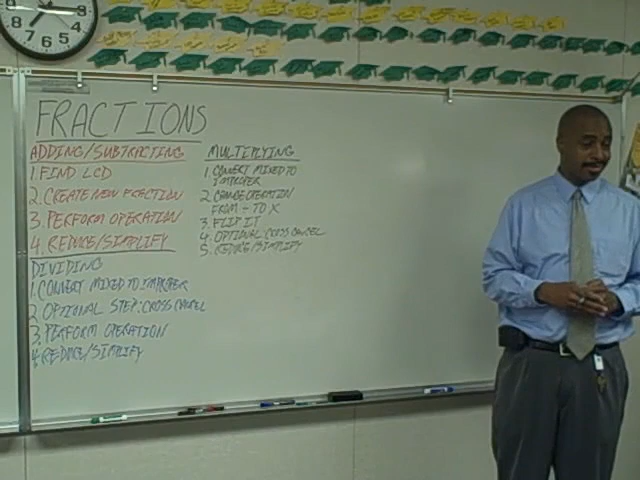 FRACTIONS
ADDING/SUBTRACTING
1. FIND LCD
2. CREATE NEW FRACTION
3. PERFORM OPERATION
4. REDUCE/SIMPLIFY
DIVIDING
1. CONVERT MIXED TO IMPROPER
2. OPTIONAL STEP: CROSS CANCEL
3. PERFORM OPERATION
4. REDUCE/SIMPLIFY
MULTIPLYING
1. CONVERT MIXED TO
IMPROPER
2. CHANGE OPERATION
FROM ÷ TO X
3. FLIP IT
4. OPTIONAL CROSS CANCEL
5. REDUCE/SIMPLIFY